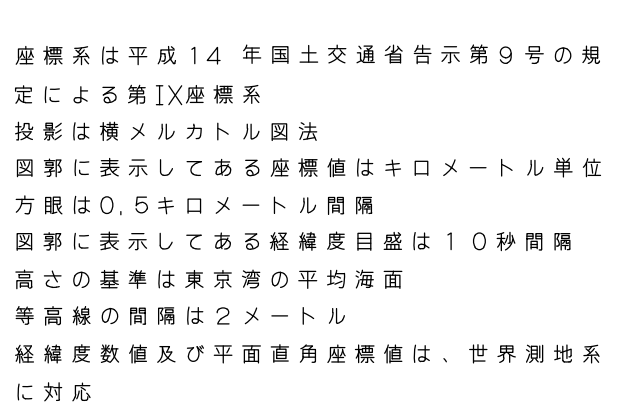 座標系は平成14 年国土交通省告示第9号の規
定による第IX座標系
投影は横メルカトル図法
図郭に表示してある座標値はキロメートル単位
方眼は0.5キロメートル間隔
図郭に表示してある経緯度目盛は10秒間隔
高さの基準は東京湾の平均海面
等高線の間隔は2メートル
経緯度数値及び平面直角座標値は、世界測地系
に対応